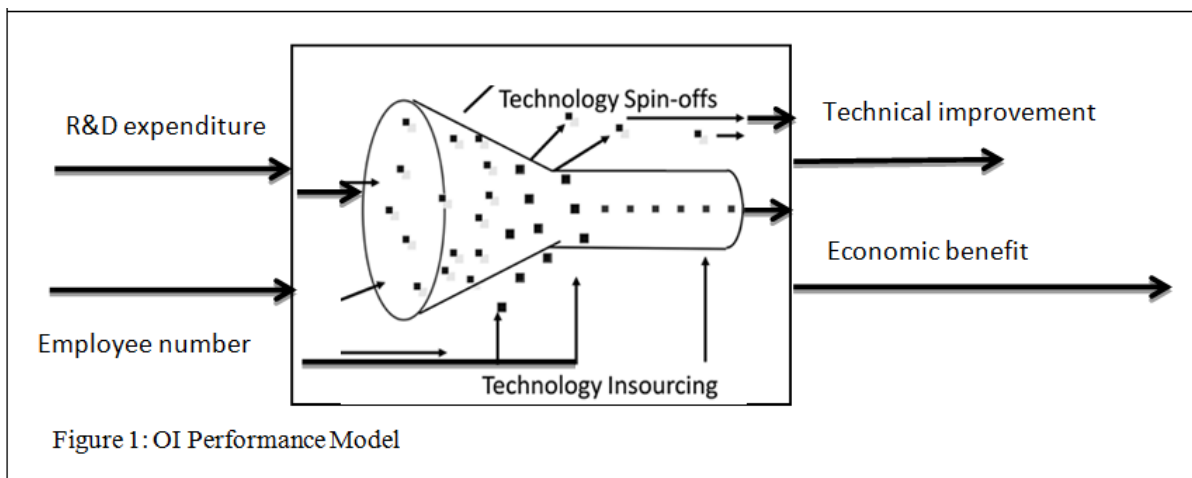 R&D expenditure
Technology Spin-offs
Technical improvement
Economic benefit
Employee number
Technology Insourcing
Figure 1: OI Performance Model